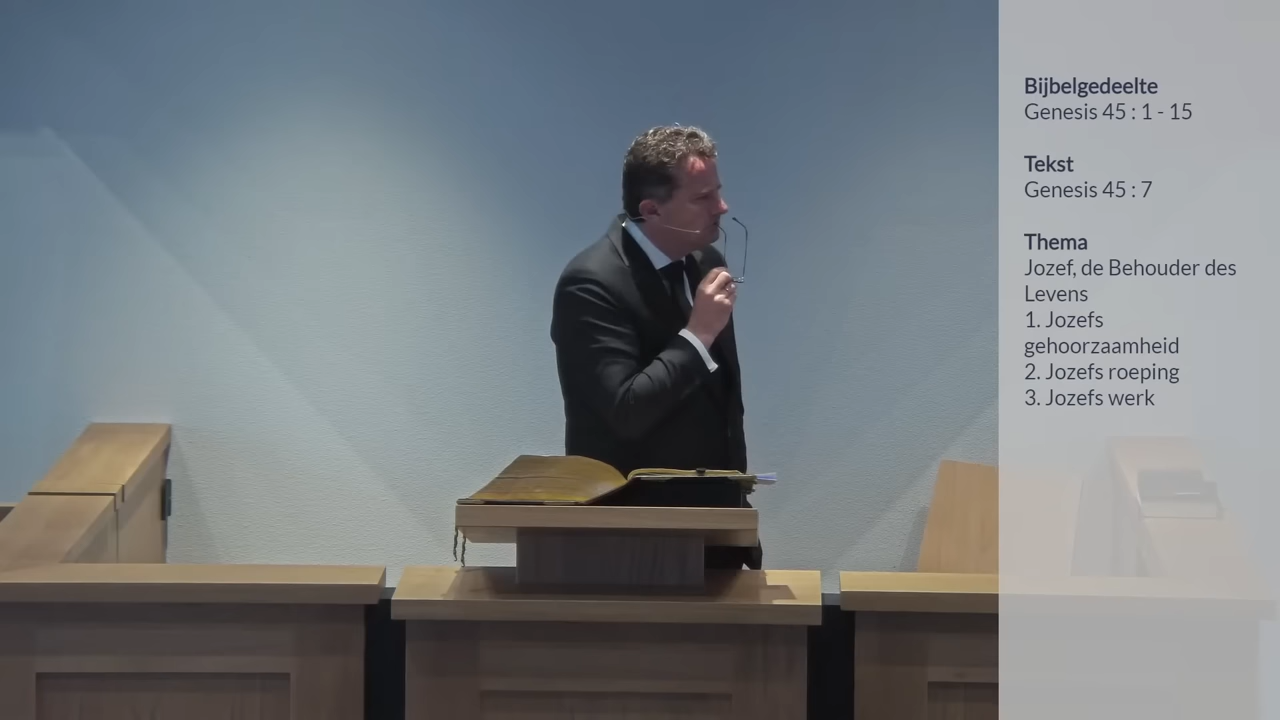 Bijbelgedeelte
Genesis 45 : 1 - 15
Tekst
Genesis 45 : 7
Thema
Jozef, de Behouder des
Levens
1. Jozefs
gehoorzaamheid
2. Jozefs roeping
3. Jozefs werk